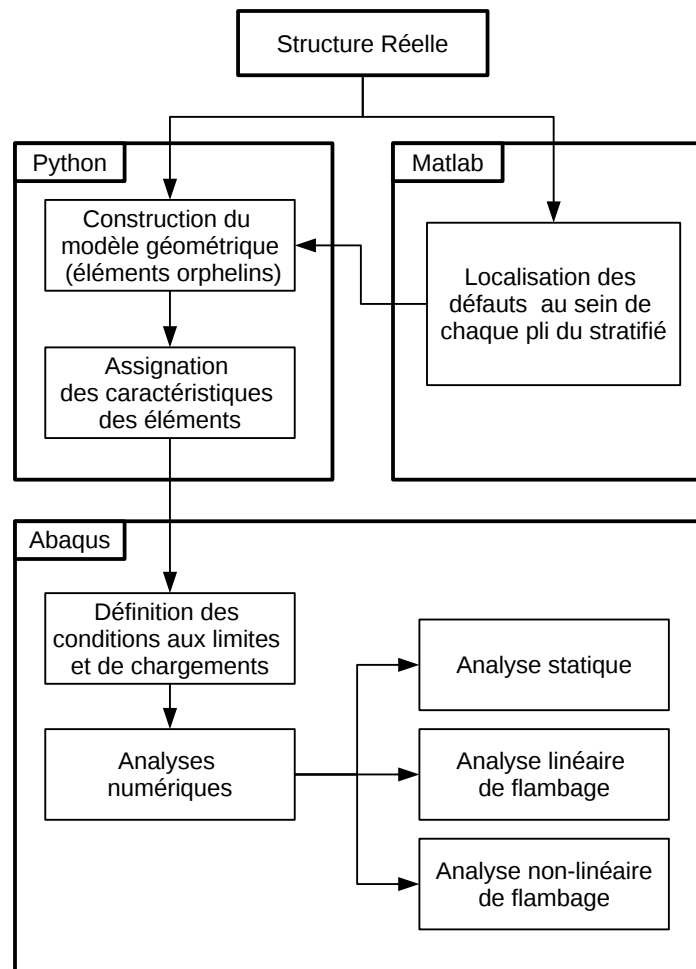 Structure Réelle
Python
Matlab
Construction du
modèle géométrique
(éléments orphelins)
Localisation des
défauts au sein de
chaque pli du stratifié
Assignation
des caractéristiques
des éléments
Abaqus
Définition des
conditions aux limites
et de chargements
Analyse statique
Analyses
numériques
Analyse linéaire
de flambage
Analyse non-linéaire
de flambage